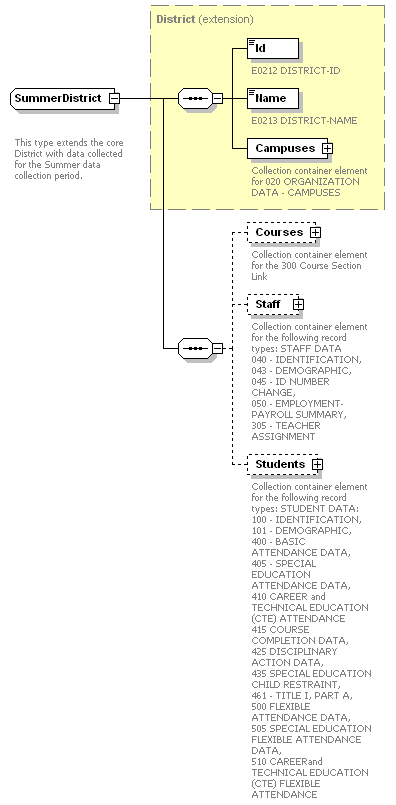 District (extension)
Id
E0212 DISTRICT-ID
SummerDistrict
Name
E0213 DISTRICT-NAME
This type extends the core
District with data collected
for the Summer data
collection period.
Campuses
Collection container element
for 020 ORGANIZATION
DATA - CAMPUSES
Courses
Collection container element
for the 300 Course Section
Link
Staff
Collection container element
for the following record
types: STAFF DATA
040 - IDENTIFICATION,
043 - DEMOGRAPHIC,
045 - ID NUMBER
CHANGE,
050 - EMPLOYMENT-
PAYROLL SUMMARY,
305 - TEACHER
ASSIGNMENT
Students
Collection container element
for the following record
types: STUDENT DATA:
100 - IDENTIFICATION,
101 - DEMOGRAPHIC,
400 - BASIC
ATTENDANCE DATA,
405 - SPECIAL
EDUCATION
ATTENDANCE DATA,
410 CAREER and
TECHNICAL EDUCATION
(CTE) ATTENDANCE
415 COURSE
COMPLETION DATA,
425 DISCIPLINARY
ACTION DATA,
435 SPECIAL EDUCATION
CHILD RESTRAINT,
461 - TITLE I, PART A,
500 FLEXIBLE
ATTENDANCE DATA,
505 SPECIAL EDUCATION
FLEXIBLE ATTENDANCE
DATA,
510 CAREERand
TECHNICAL EDUCATION
(CTE) FLEXIBLE
ATTENDANCE